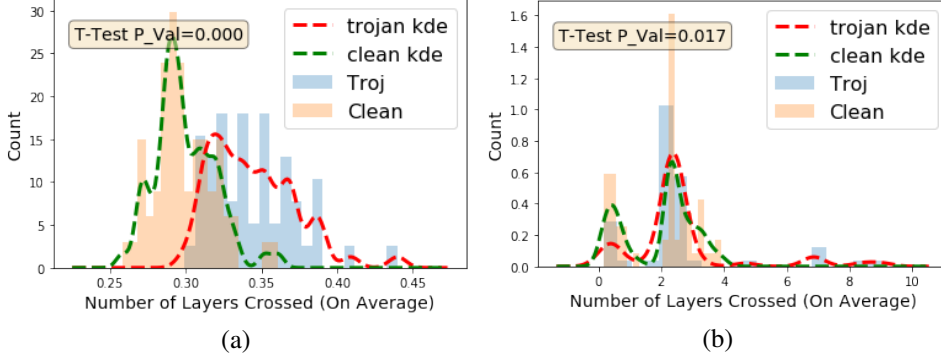 T-Test P_Val=0.000
trojan kde
clean kde
Troj
Clean
30
25
20
15
10
5
0
Count
0.25
0.30
0.35
0.40
0.45
Number of Layers Crossed (On Average)
(a)
T-Test P_Val=0.017
trojan kde
clean kde
Troj
Clean
1.6
1.4
1.2
1.0
0.8
0.6
0.4
0.2
0.0
Count
0
2
4
6
8
10
Number of Layers Crossed (On Average)
(b)